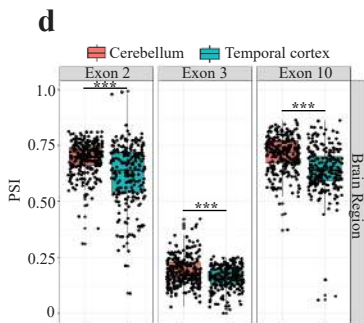 d
Cerebellum Temporal cortex
Exon 2 Exon 3 Exon 10
1.0
0.75
0.50
0.25
0
PSI
***
***
***
Brain Region